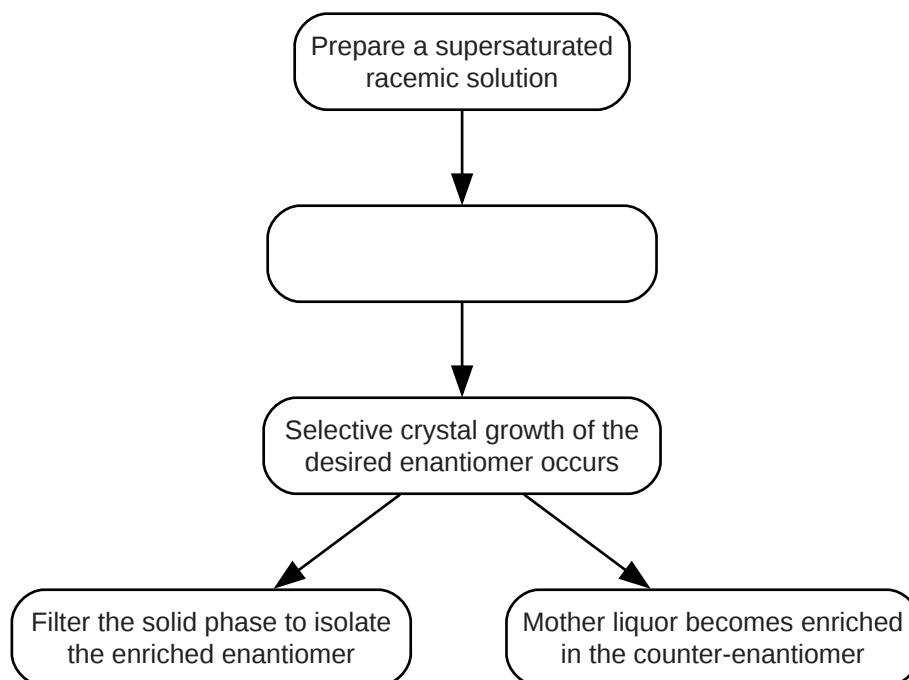 Prepare a supersaturated
racemic solution
Selective crystal growth of the
desired enantiomer occurs
Filter the solid phase to isolate
the enriched enantiomer
Mother liquor becomes enriched
in the counter-enantiomer